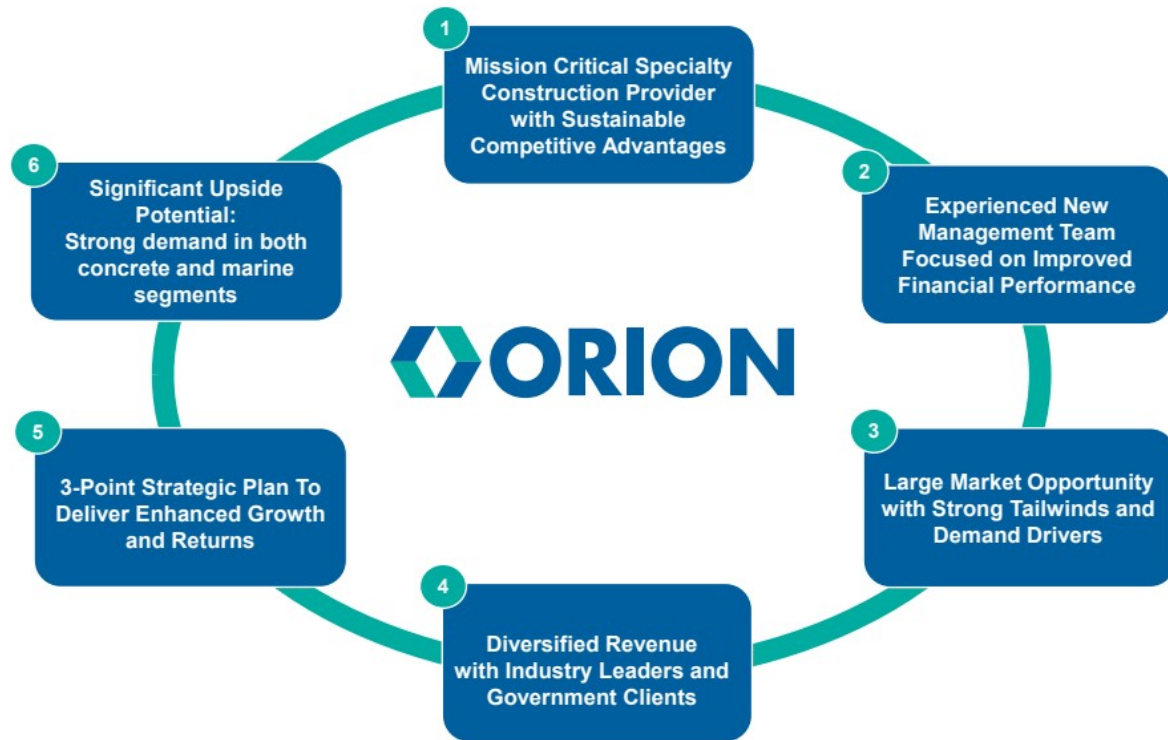 1
Mission Critical Specialty
Construction Provider
with Sustainable
Competitive Advantages
2
Experienced New
Management Team
Focused on Improved
Financial Performance
3
Large Market Opportunity
with Strong Tailwinds and
Demand Drivers
4
Diversified Revenue
with Industry Leaders and
Government Clients
5
3-Point Strategic Plan To
Deliver Enhanced Growth
and Returns
6
Significant Upside
Potential:
Strong demand in both
concrete and marine
segments
ORION